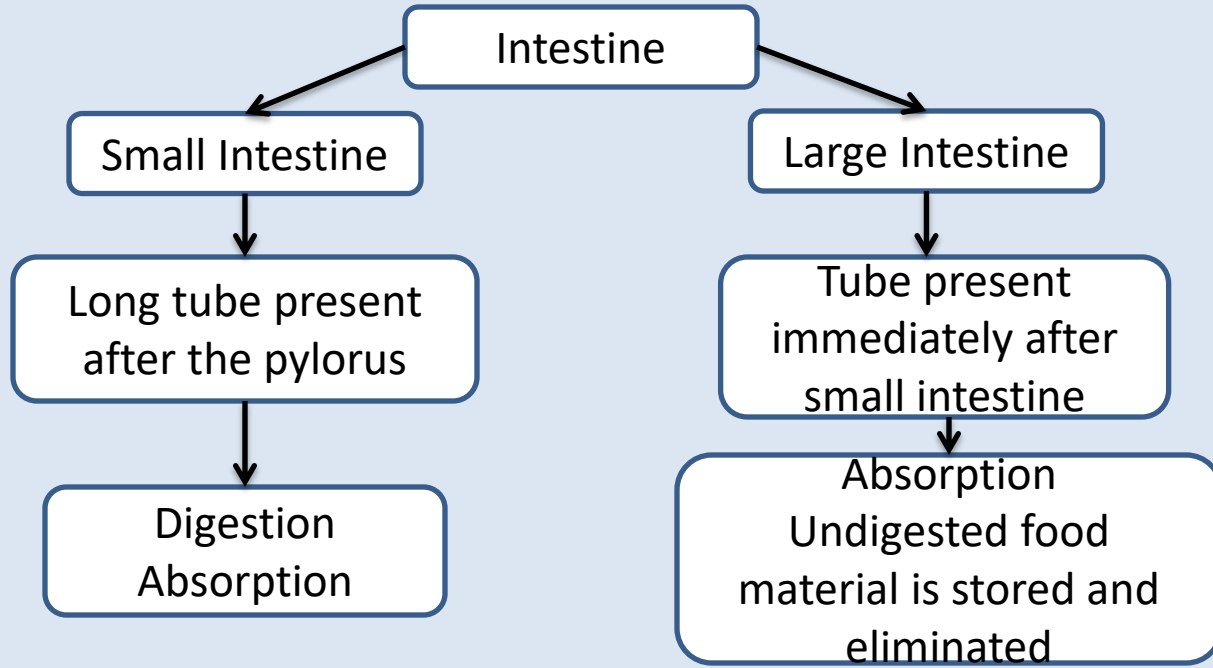 Intestine
Small Intestine
Large Intestine
Long tube present
after the pylorus
Tube present
immediately after
small intestine
Digestion
Absorption
Absorption
Undigested food
material is stored and
eliminated